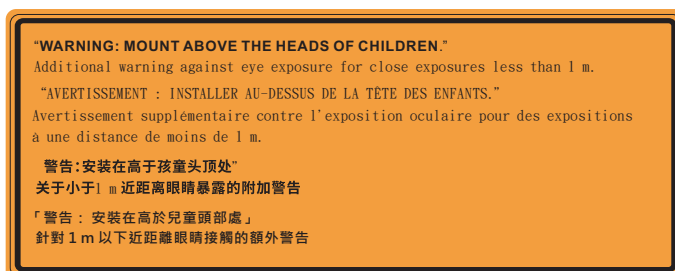 “WARNING: MOUNT ABOVE THE HEADS OF CHILDREN.”
Additional warning against eye exposure for close exposures less than 1 m.
“AVERTISSEMENT : INSTALLER AU-DESSUS DE LA TÊTE DES ENFANTS.”
Avertissement supplémentaire contre l'exposition oculaire pour des expositions
à une distance de moins de 1 m.
警告:安装在高于孩童头顶处”
关于小于1 m 近距离眼睛暴露的附加警告
「警告： 安裝在高於兒童頭部處」
針對 1 m 以下近距離眼睛接觸的額外警告